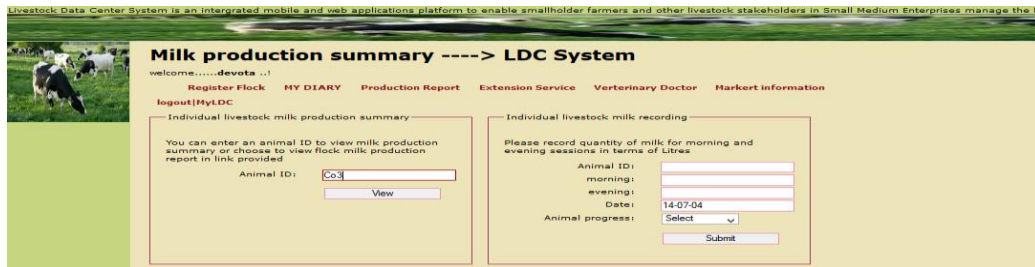 Livestock Data Center System is an intergrated mobile and web applications platform to enable smallholder farmers and other livestock stakeholders in Small Medium Enterprises manage the
Milk production summary ----> LDC System
welcome......devota ..!
Register Flock MY DIARY Production Report Extension Service Verterinary Doctor Markert information
logout|MyLDC
Individual livestock milk production summary
You can enter an animal ID to view milk production
summary or choose to view flock milk production
report in link provided
Animal ID: Co3
View
Individual livestock milk recording
Please record quantity of milk for morning and
evening sessions in terms of Litres
Animal ID:
morning:
evening:
Date: 14-07-04
Animal progress: Select
Submit